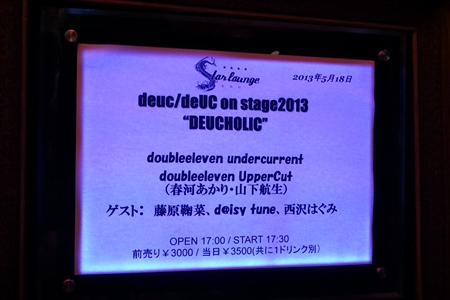 Star lounge
2013年5月18日
deuc/deUC on stage2013
“DEUCHOLIC”
doubleeleven undercurrent
doubleeleven UpperCut
（春河あかり・山下航生）
ゲスト： 藤原鞠菜、d@isy tune、西沢はぐみ
OPEN 17:00 / START 17:30
前売り￥3000 / 当日￥3500(共に1ドリンク別）